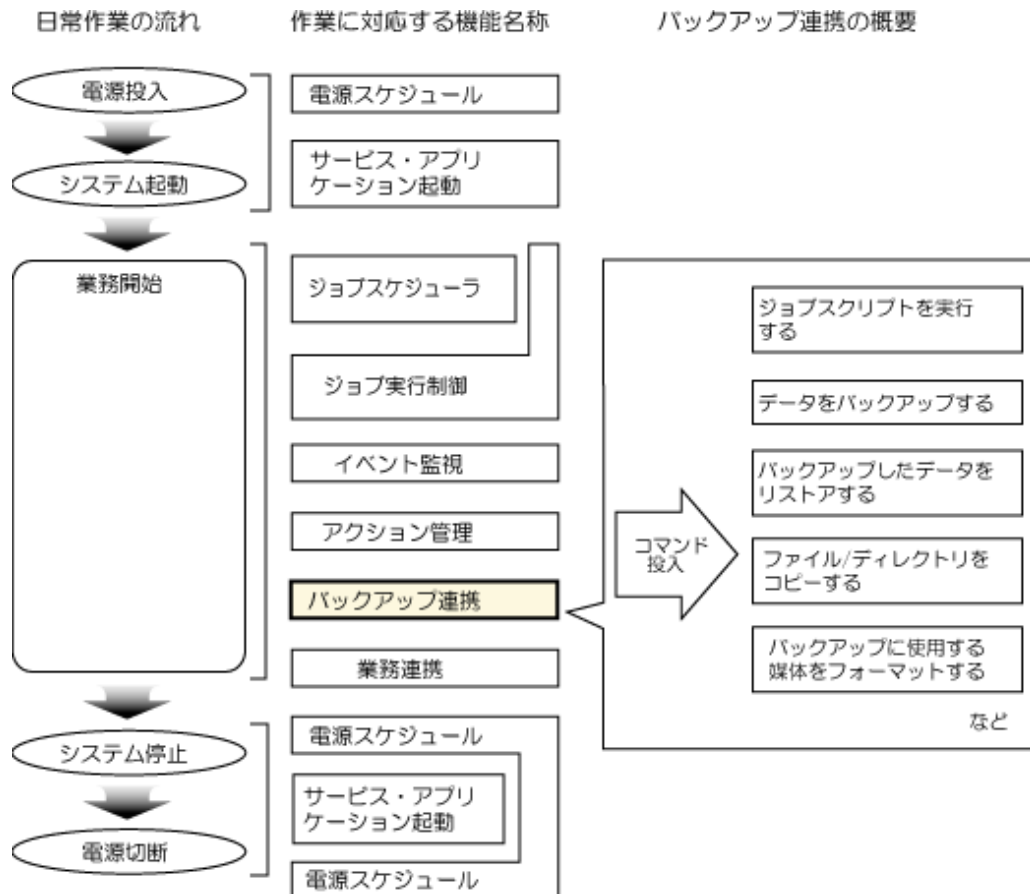 日常作業の流れ
作業に対応する機能名称
バックアップ連携の概要
電源投入
システム起動
業務開始
システム停止
電源切断
電源スケジュール
サービス・アプリ
ケーション起動
ジョブスケジューラ
ジョブ実行制御
イベント監視
アクション管理
バックアップ連携
業務連携
電源スケジュール
サービス・アプリ
ケーション起動
電源スケジュール
コマンド
投入
ジョブスクリプトを実行
する
データをバックアップする
バックアップしたデータを
リストアする
ファイル/ディレクトリを
コピーする
バックアップに使用する
媒体をフォーマットする
など